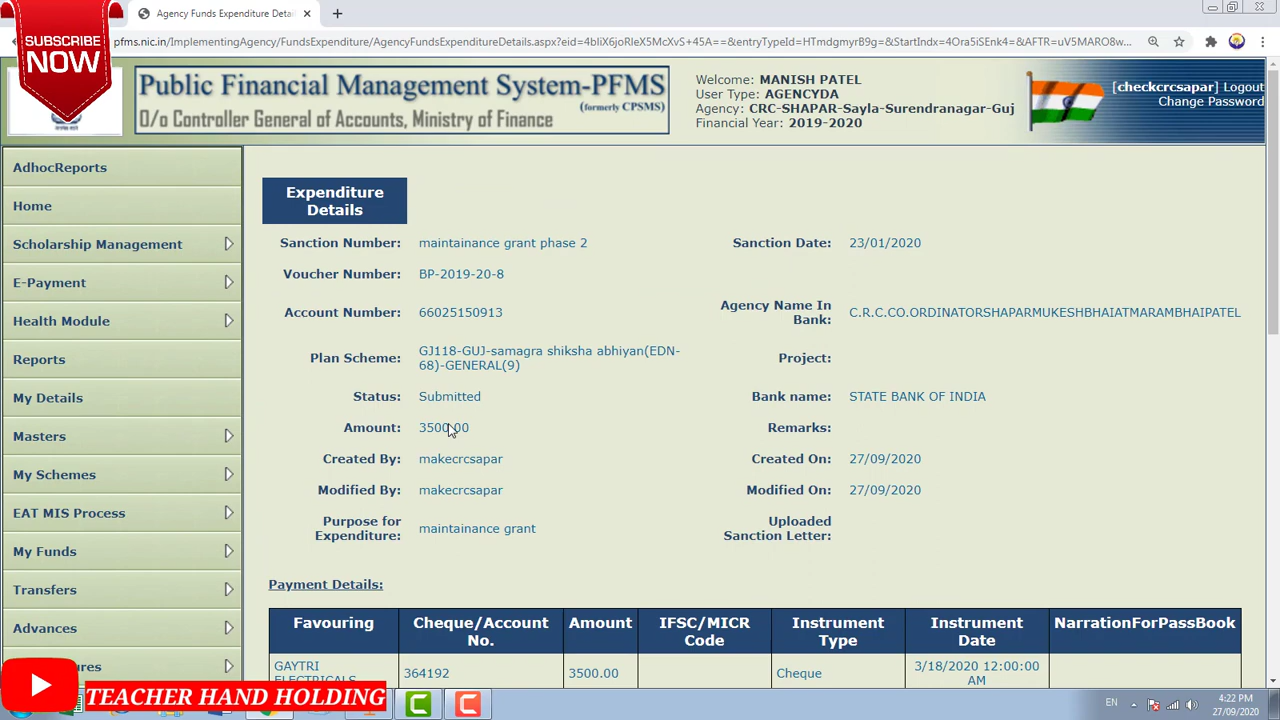 SUBSCRIBE
NOW
Agency Funds Expenditure Detai
pfms.nic.in/ImplementingAgency/FundsExpenditure/AgencyFundsExpenditureDetails.aspx?eid=4bIiX6joRIeX5McXvS+45A==&entitytypeId=HTmdgmyrB9g=&StartIndx=4Ora5iSEnk4=&AFTR=uV5MARO8w...
Public Financial Management System-PFMS
(formerly CPSMS)
O/o Controller General of Accounts, Ministry of Finance
Welcome: MANISH PATEL
User Type: AGENCYDA
Agency: CRC-SHAPAR-Sayla-Surendranagar-Guj
Financial Year: 2019-2020
[checkcrcsapar] Logout
Change Password
AdhocReports
Home
Scholarship Management
E-Payment
Health Module
Reports
My Details
Masters
My Schemes
EAT MIS Process
My Funds
Transfers
Advances
ures
Expenditure
Details
Sanction Number: maintainance grant phase 2 Sanction Date: 23/01/2020
Voucher Number: BP-2019-20-8
Account Number: 66025150913 Agency Name In Bank: C.R.C.CO.ORDINATORSHAPARMUKESHBHAIATMARAMBHAIPATEL
Plan Scheme: GJ118-GUJ-samagra shiksha abhiyan(EDN-
68)-GENERAL(9) Project:
Status: Submitted Bank name: STATE BANK OF INDIA
Amount: 3500.00 Remarks:
Created By: makecrcsapar Created On: 27/09/2020
Modified By: makecrcsapar Modified On: 27/09/2020
Purpose for Expenditure: maintainance grant Uploaded Sanction Letter:
Payment Details:
Favouring Cheque/Account No. Amount IFSC/MICR Code Instrument Type Instrument Date NarrationForPassBook
GAYTRI ELECTRICALS 364192 3500.00 Cheque 3/18/2020 12:00:00 AM
TEACHER HAND HOLDING
EN
4:22 PM
27/09/2020